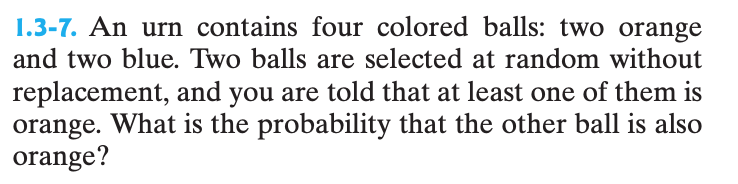 1.3-7. An urn contains four colored balls: two orange
and two blue. Two balls are selected at random without
replacement, and you are told that at least one of them is
orange. What is the probability that the other ball is also
orange?